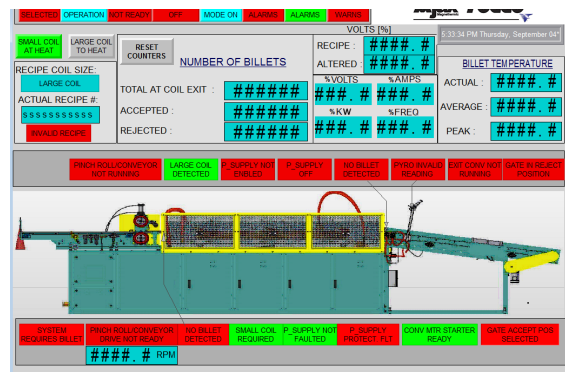 SELECTED OPERATION NOT READY OFF MODE ON ALARMS ALARMS WARNS
5:33:34 PM Thursday, September 04"
SMALL COIL AT HEAT
LARGE COIL TO HEAT
RECIPE COIL SIZE:
LARGE COIL
ACTUAL RECIPE #:
SSSSSSSSSSS
INVALID RECIPE
RESET COUNTERS
NUMBER OF BILLETS
TOTAL AT COIL EXIT : ######
ACCEPTED : ######
REJECTED : ######
VOLTS [%]
RECIPE : ####.#
ALTERED : ####.#
%VOLTS %AMPS
###.# ###.#
%KW %FREQ
###.# ###.#
BILLET TEMPERATURE
ACTUAL : ####.#
AVERAGE : ####.#
PEAK : ####.#
PINCH ROLL/CONVEYOR NOT RUNNING
LARGE COIL DETECTED
P_SUPPLY NOT ENBLED
P_SUPPLY OFF
NO BILLET DETECTED
PYRO INVALID READING
EXIT CONV NOT RUNNING
GATE IN REJECT POSITION
SYSTEM REQUIRES BILLET
PINCH ROLL/CONVEYOR DRIVE NOT READY
NO BILLET DETECTED
SMALL COIL REQUIRED
P_SUPPLY NOT FAULTED
P_SUPPLY PROTECT_FLT
CONV MTR STARTER READY
GATE ACCEPT POS SELECTED
####.# RPM